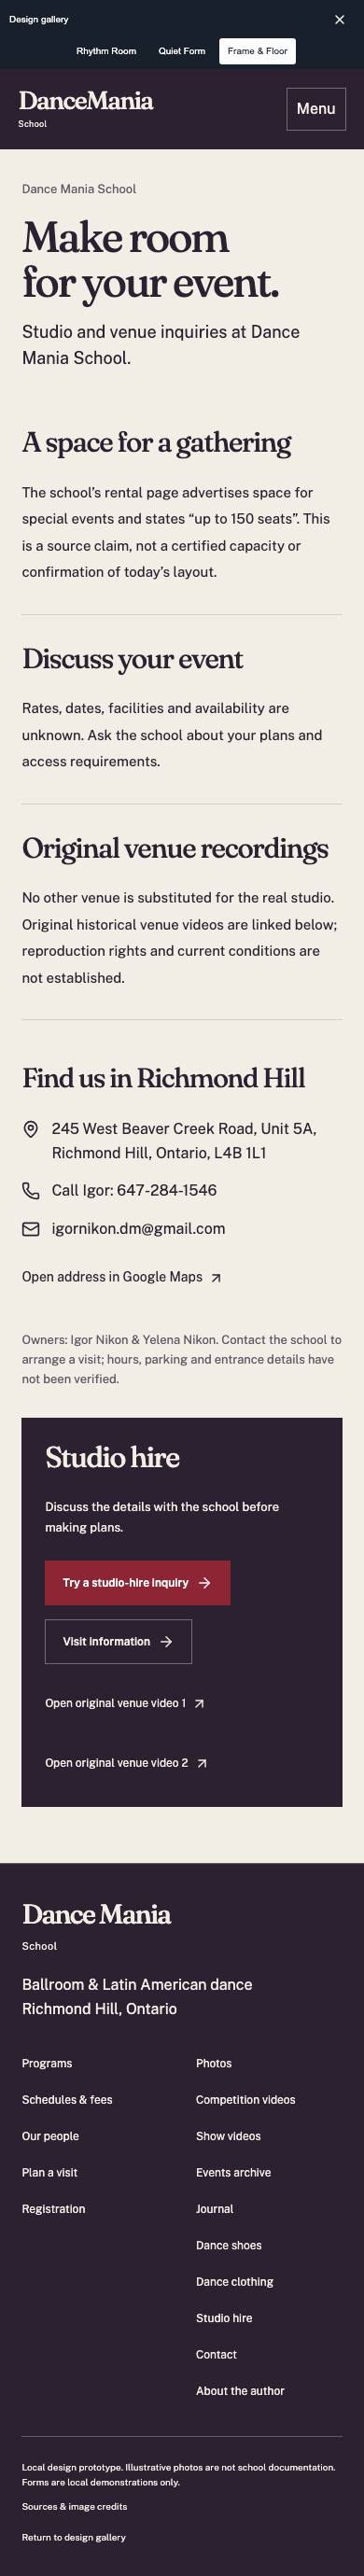 Design gallery
Rhythm Room
Quiet Form
Frame & Floor
DanceMania
School
Menu
Dance Mania School
Make room
for your event.
Studio and venue inquiries at Dance
Mania School.
A space for a gathering
The school’s rental page advertises space for
special events and states “up to 150 seats”. This
is a source claim, not a certified capacity or
confirmation of today’s layout.
Discuss your event
Rates, dates, facilities and availability are
unknown. Ask the school about your plans and
access requirements.
Original venue recordings
No other venue is substituted for the real studio.
Original historical venue videos are linked below;
reproduction rights and current conditions are
not established.
Find us in Richmond Hill
245 West Beaver Creek Road, Unit 5A,
Richmond Hill, Ontario, L4B 1L1
Call Igor: 647-284-1546
igornikon.dm@gmail.com
Open address in Google Maps
Owners: Igor Nikon & Yelena Nikon. Contact the school to
arrange a visit; hours, parking and entrance details have
not been verified.
Studio hire
Discuss the details with the school before
making plans.
Try a studio-hire inquiry
Visit information
Open original venue video 1
Open original venue video 2
Dance Mania
School
Ballroom & Latin American dance
Richmond Hill, Ontario
Programs
Schedules & fees
Our people
Plan a visit
Registration
Photos
Competition videos
Show videos
Events archive
Journal
Dance shoes
Dance clothing
Studio hire
Contact
About the author
Local design prototype. Illustrative photos are not school documentation.
Forms are local demonstrations only.
Sources & image credits
Return to design gallery